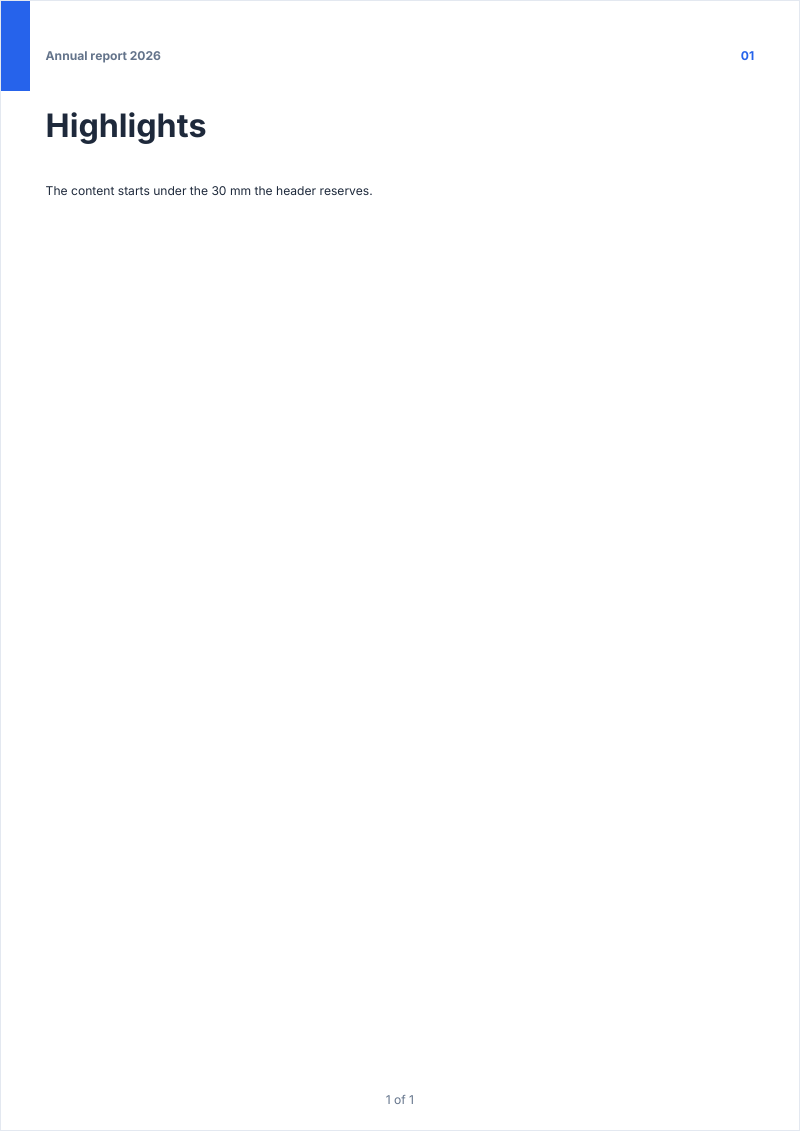 Annual report 2026 01
Highlights
The content starts under the 30 mm the header reserves.
1 of 1